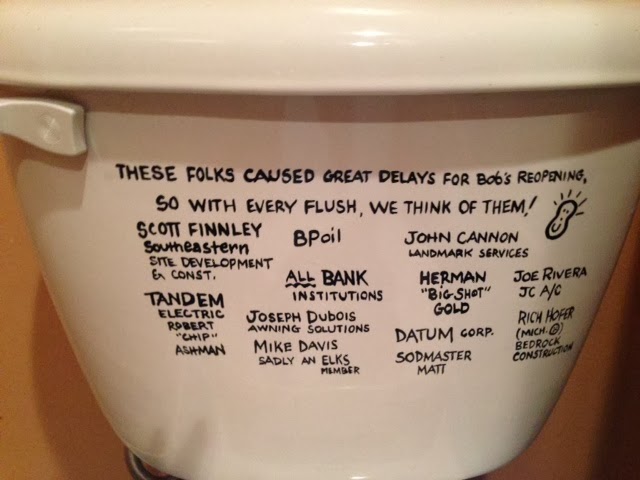 THESE FOLKS CAUSED GREAT DELAYS FOR BOB'S REOPENING,
SO WITH EVERY FLUSH, WE THINK OF THEM!
SCOTT FINNLEY
Southeastern
SITE DEVELOPMENT
& CONST.
TANDEM
ELECTRIC
ROBERT
"CHIP"
ASHMAN
BPOil
ALL BANK
INSTITUTIONS
JOSEPH DUBOIS
AWNING SOLUTIONS
MIKE DAVIS
SADLY AN ELKS
MEMBER
JOHN CANNON
LANDMARK SERVICES
HERMAN
"BIG SHOT"
GOLD
DATUM CORP.
SODMASTER
MATT
JOE RIVERA
JC A/C
RICH HOFER
(MICH. ☹)
BEDROCK
CONSTRUCTION